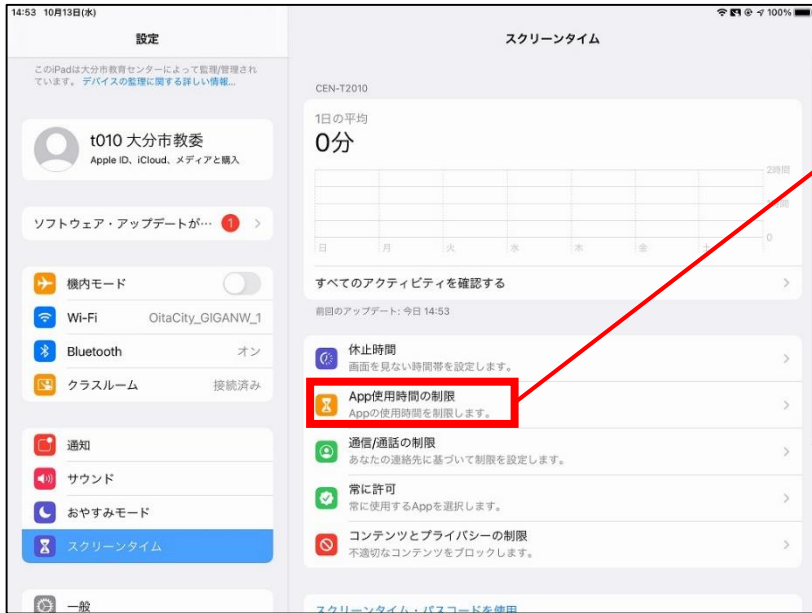 14:53 10月13日(水)
100%
設定
このiPadは大分市教育センターによって監理/管理され
ています。デバイスの監理に関する詳しい情報...
t010 大分市教委
Apple ID、iCloud、メディアと購入
ソフトウェア・アップデートが… 1
機内モード
Wi-Fi OitaCity_GIGANW_1
Bluetooth オン
クラスルーム 接続済み
通知
サウンド
おやすみモード
スクリーンタイム
一般
スクリーンタイム
CEN-T2010
1日の平均
0分
2時間
0
日 月 火 水 木 金
すべてのアクティビティを確認する
前回のアップデート: 今日 14:53
休止時間
画面を見ない時間帯を設定します。
App使用時間の制限
Appの使用時間を制限します。
通信/通話の制限
あなたの連絡先に基づいて制限を設定します。
常に許可
常に使用するAppを選択します。
コンテンツとプライバシーの制限
不適切なコンテンツをブロックします。
スクリーンタイム・パスコードを使用